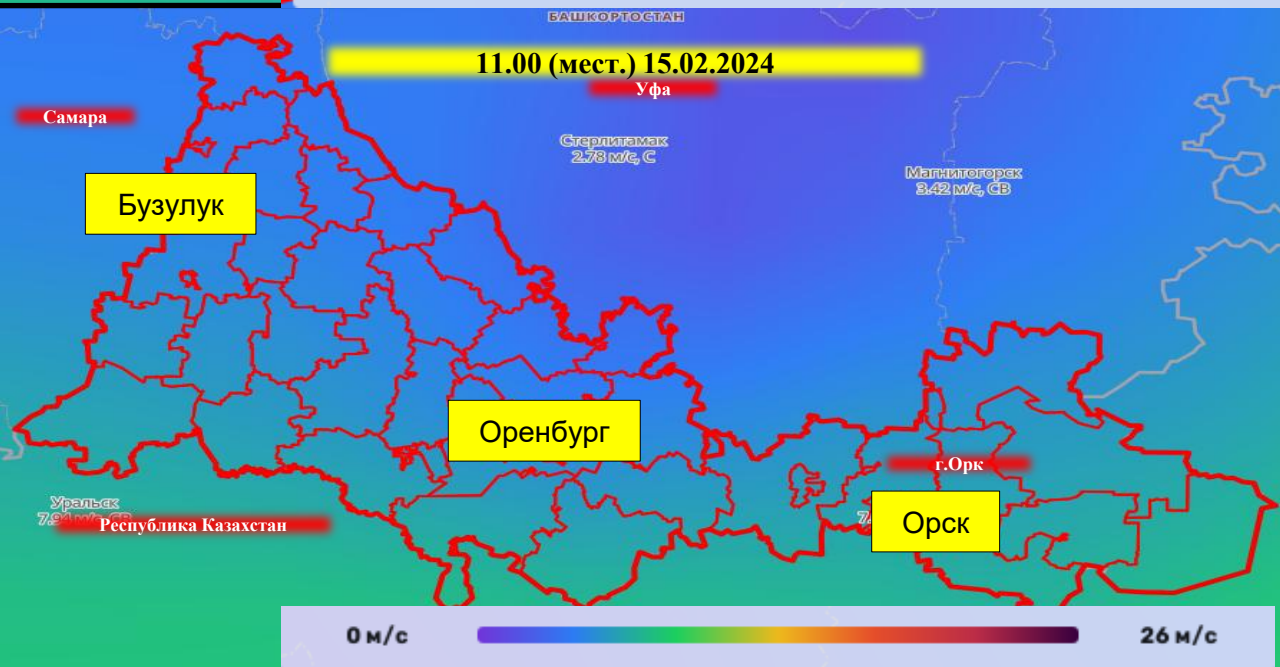 БАШКОРТОСТАН
11.00 (мест.) 15.02.2024
Уфа
Самара
Стерлитамак
2.78 м/с, С
Магнитогорск
3.42 м/с, СВ
Бузулук
Оренбург
г.Орк
Уральск
Республика Казахстан
Орск
0 м/с
26 м/с